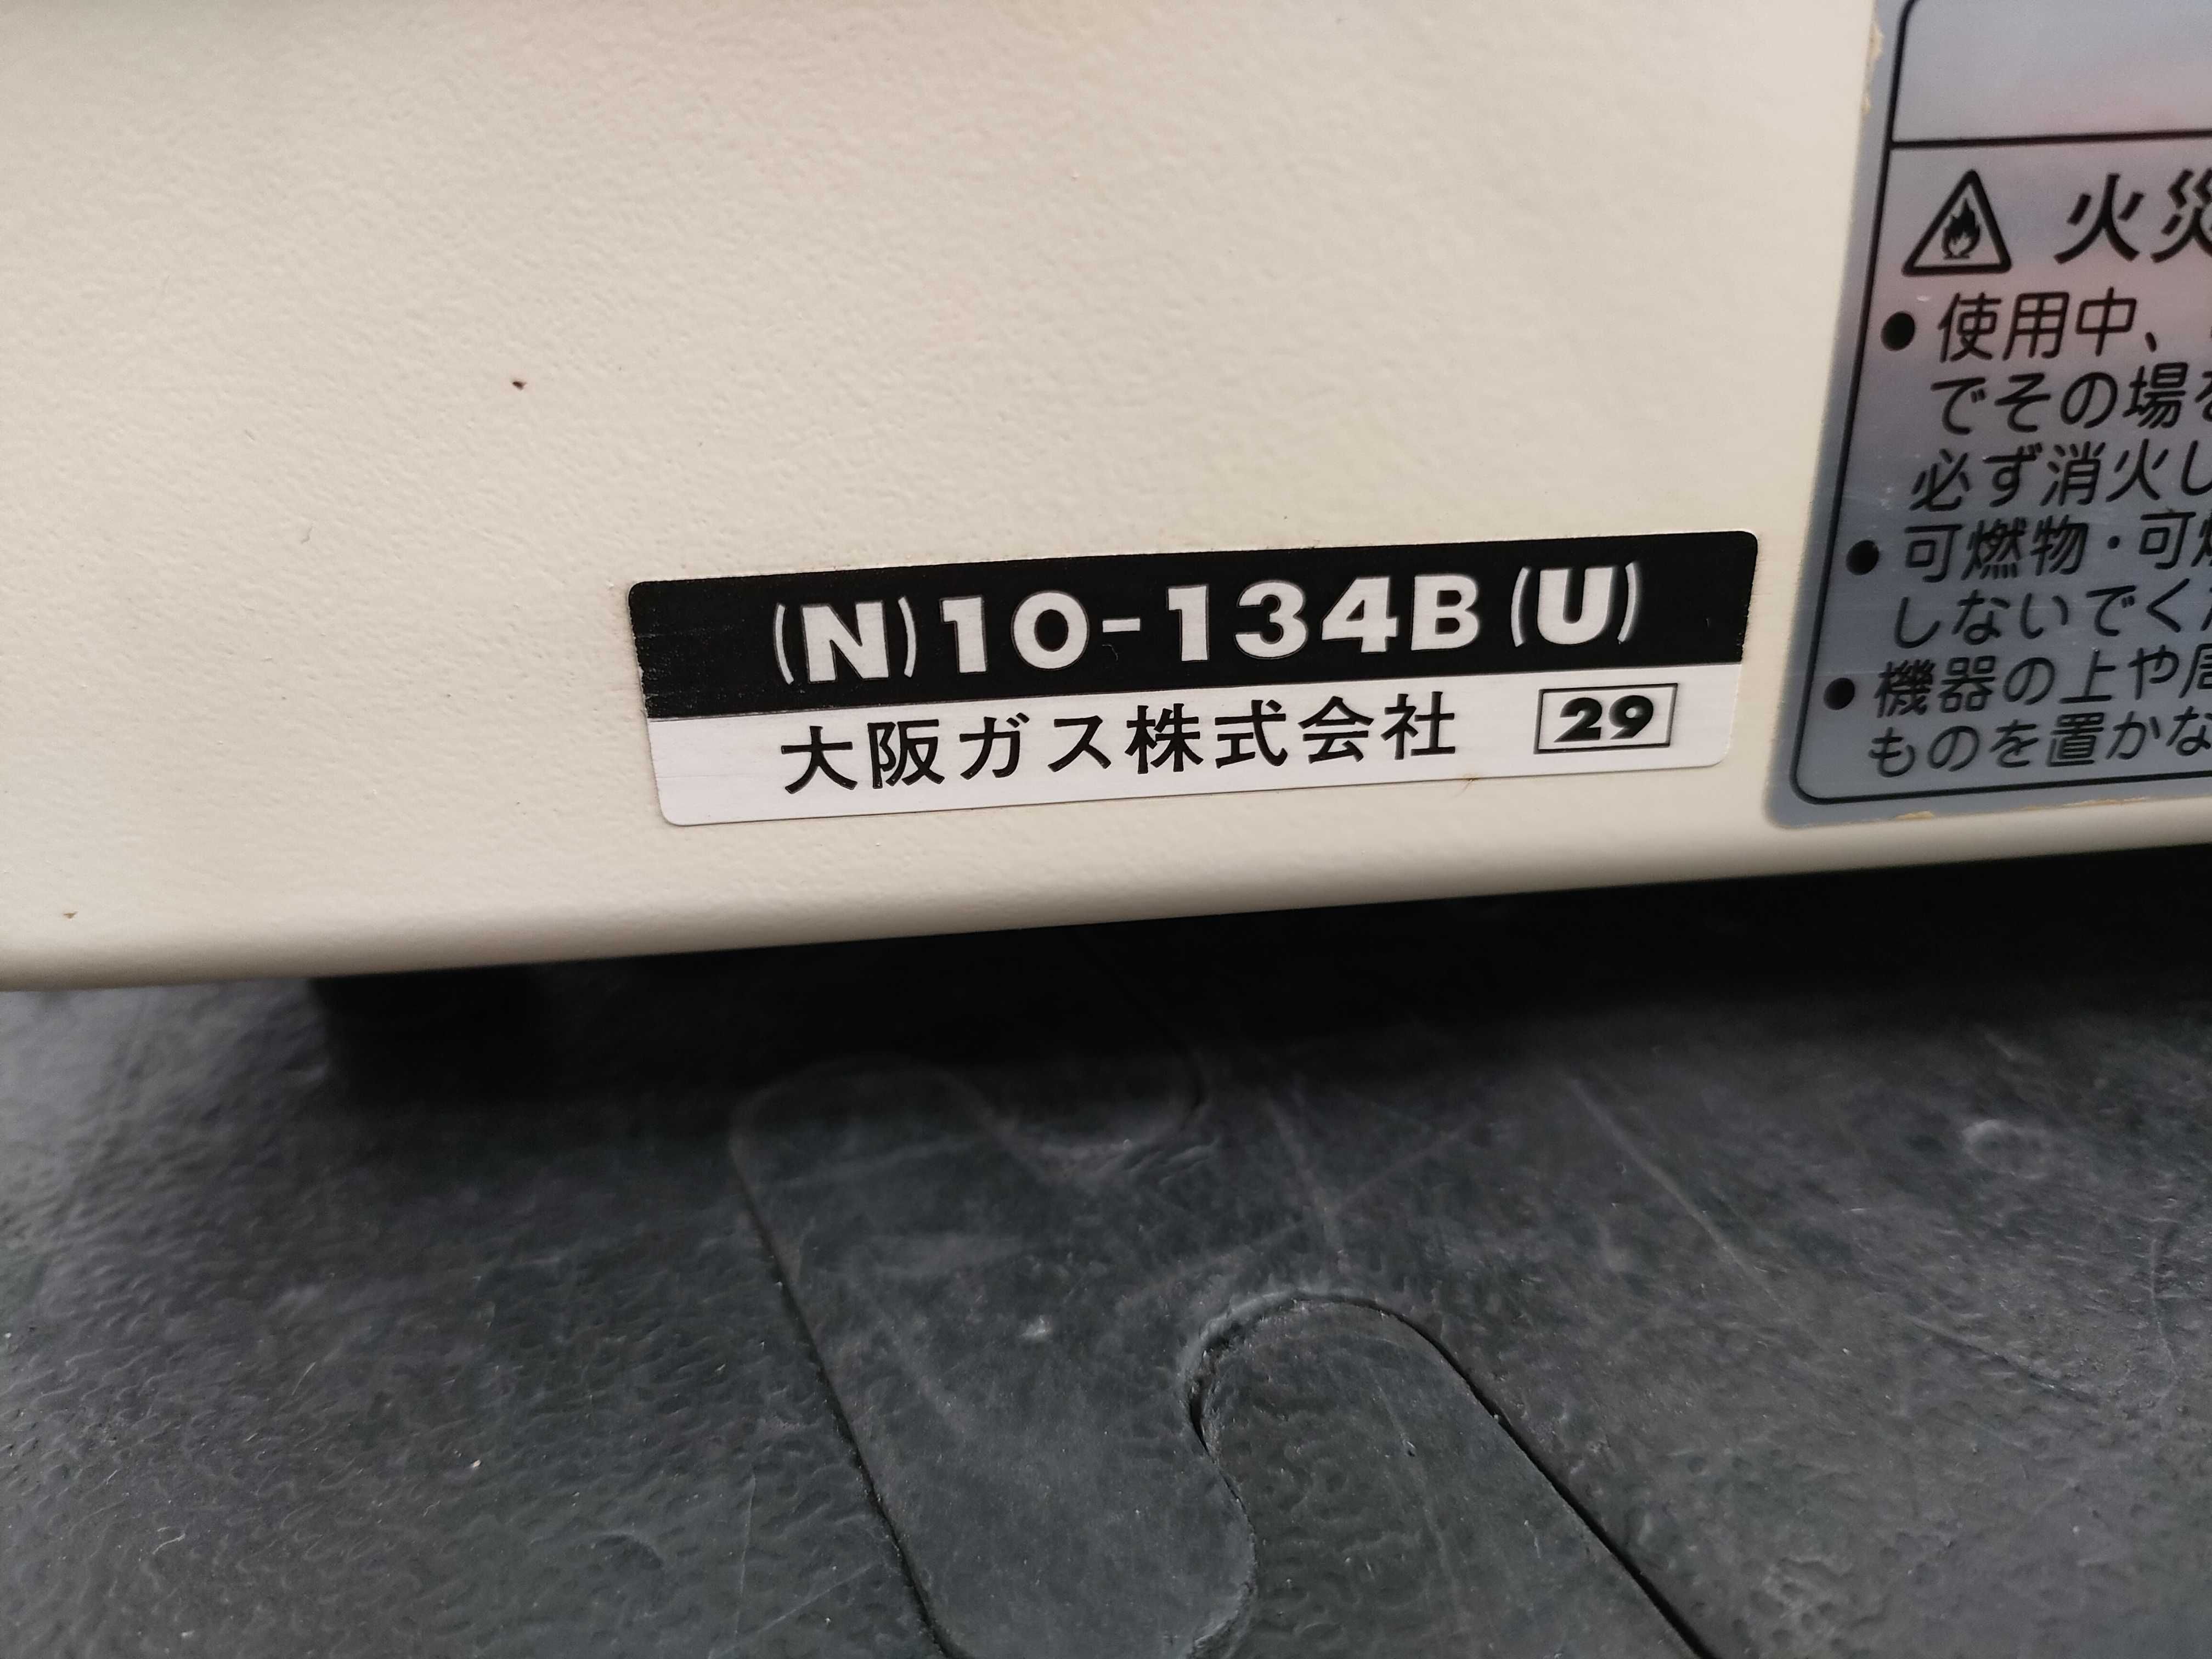 (N)10-134B(U)
大阪ガス株式会社 29
火災
●使用中、
でその場を
必ず消火し
●可燃物・可燃
しないでくだ
●機器の上や周
ものを置かな